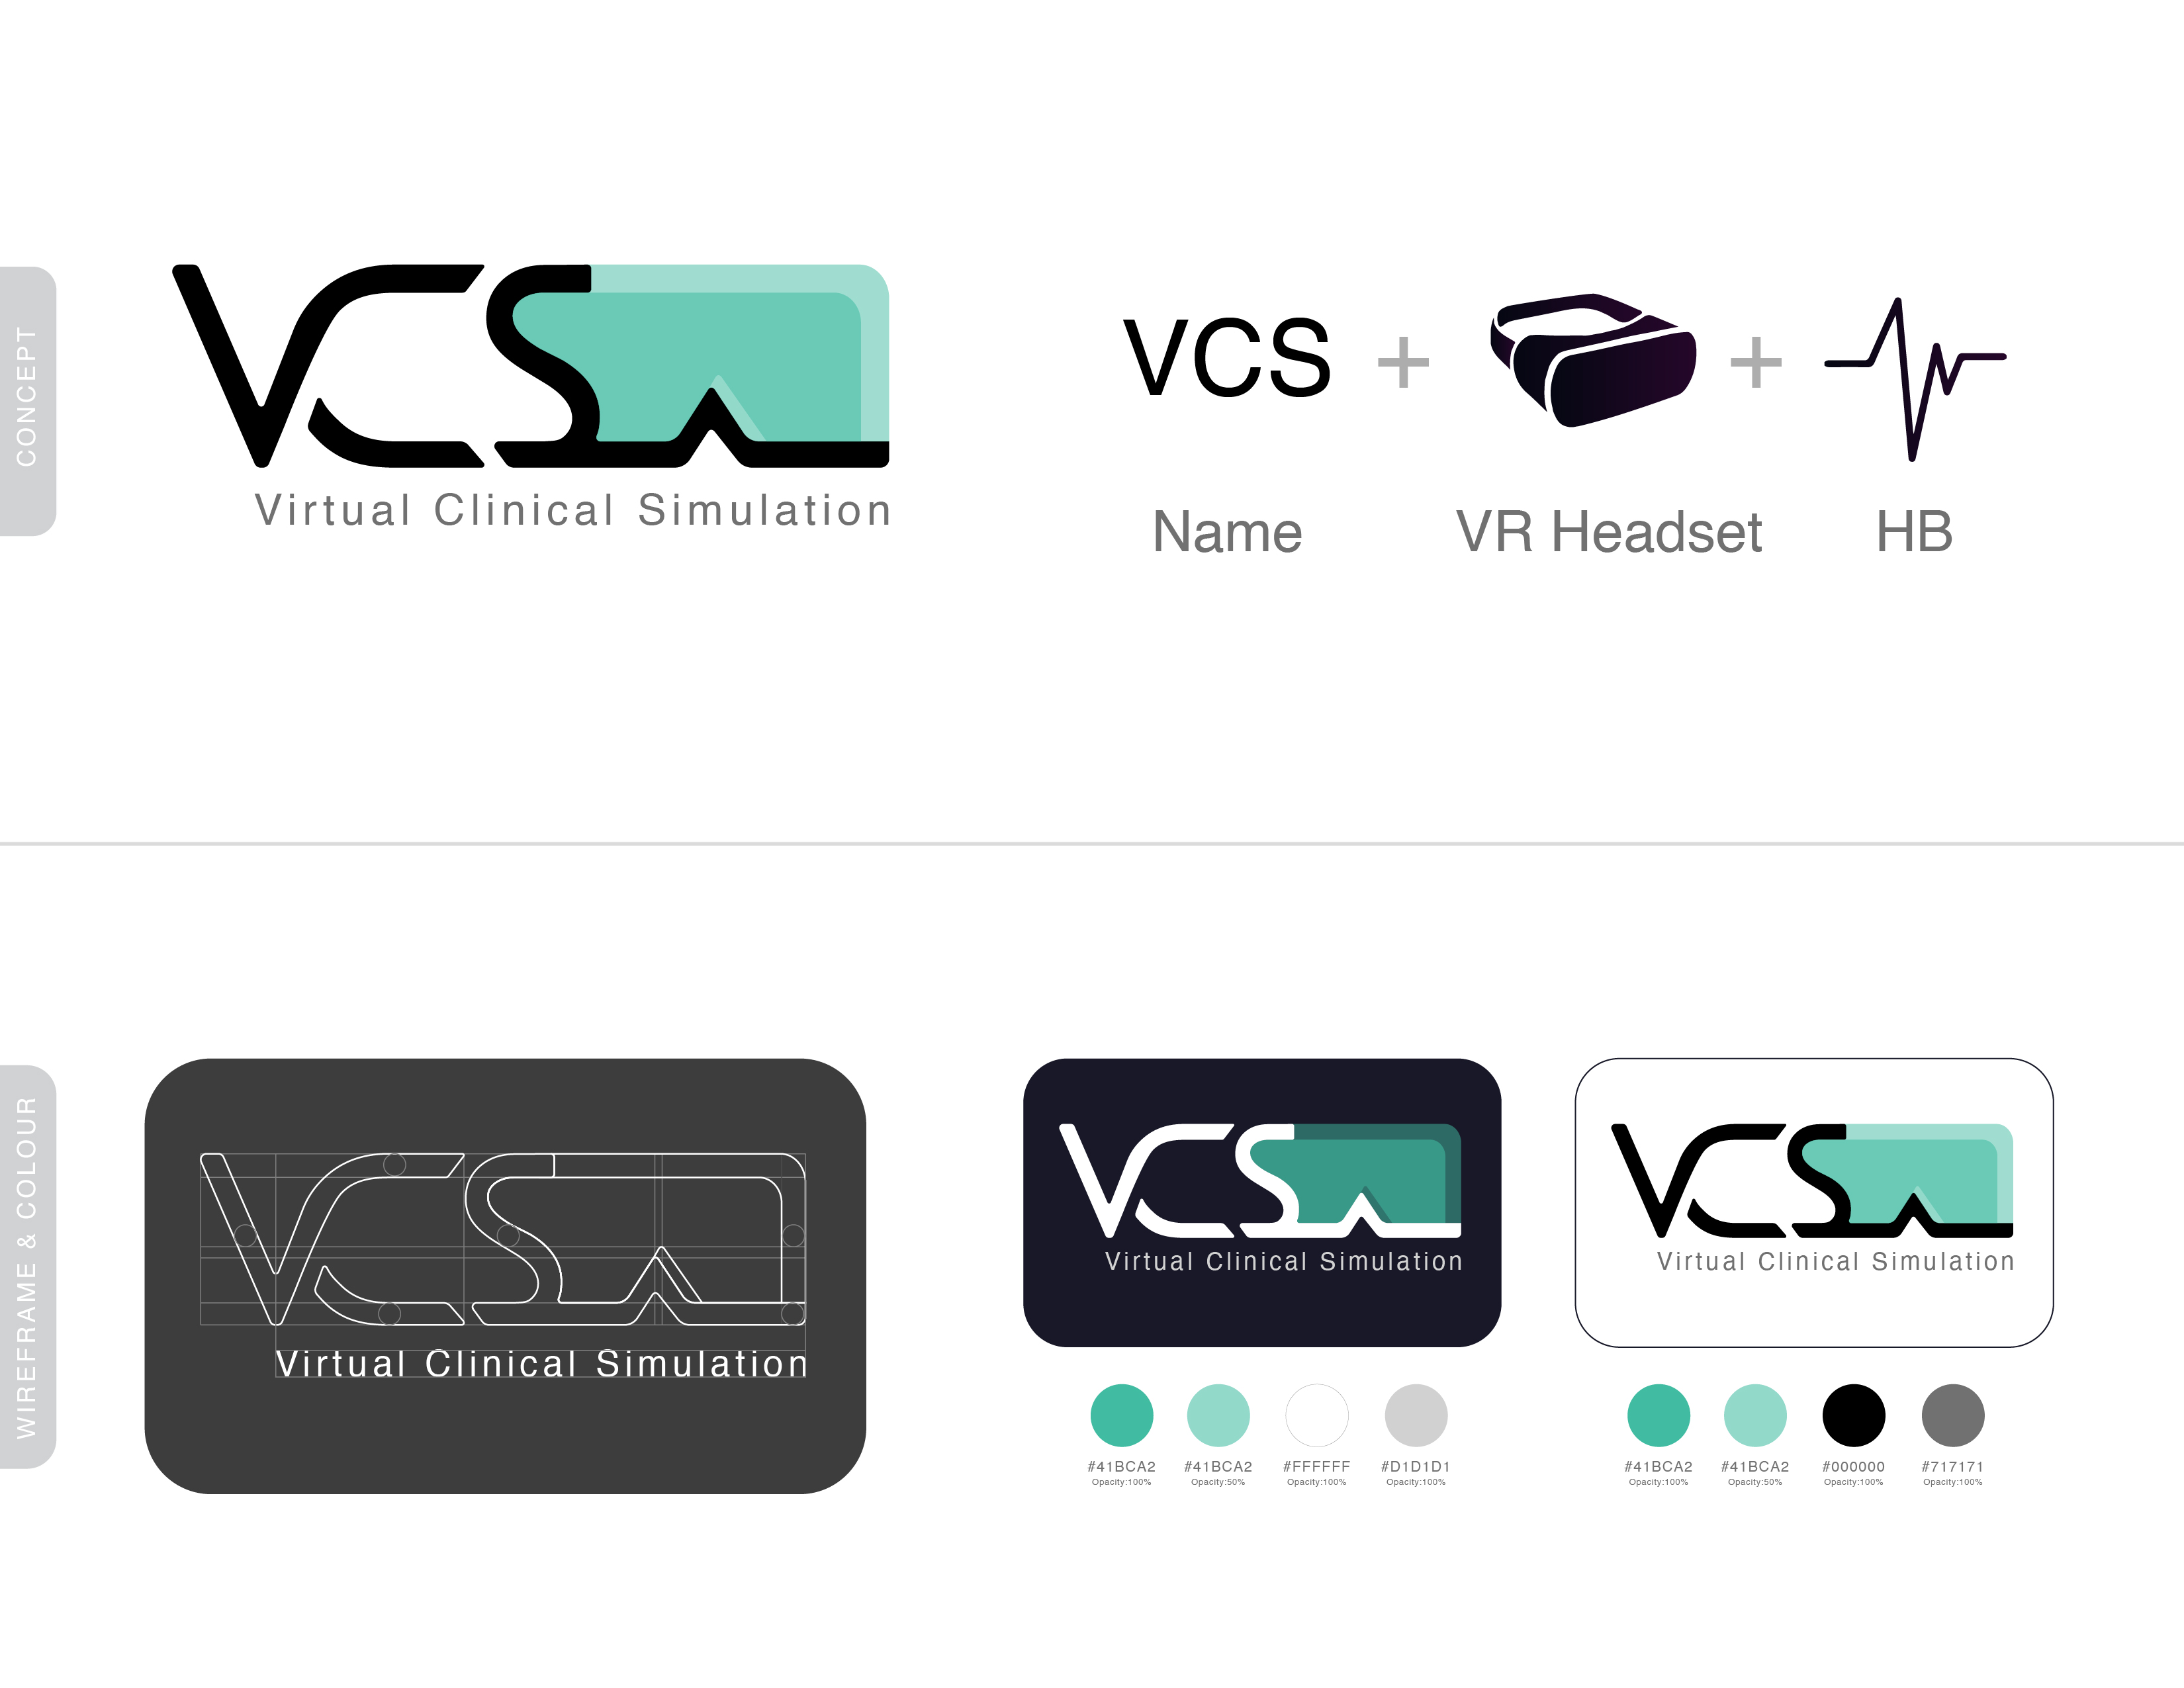 CONCEPT
VCS
Virtual Clinical Simulation
VCS + +
Name VR Headset HB
WIREFRAME & COLOUR
VCS
Virtual Clinical Simulation
VCS
Virtual Clinical Simulation
#41BCA2 #41BCA2 #FFFFFF #D1D1D1
Opacity:100% Opacity:50% Opacity:100% Opacity:100%
VCS
Virtual Clinical Simulation
#41BCA2 #41BCA2 #000000 #717171
Opacity:100% Opacity:50% Opacity:100% Opacity:100%